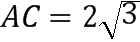 AC = 2√3